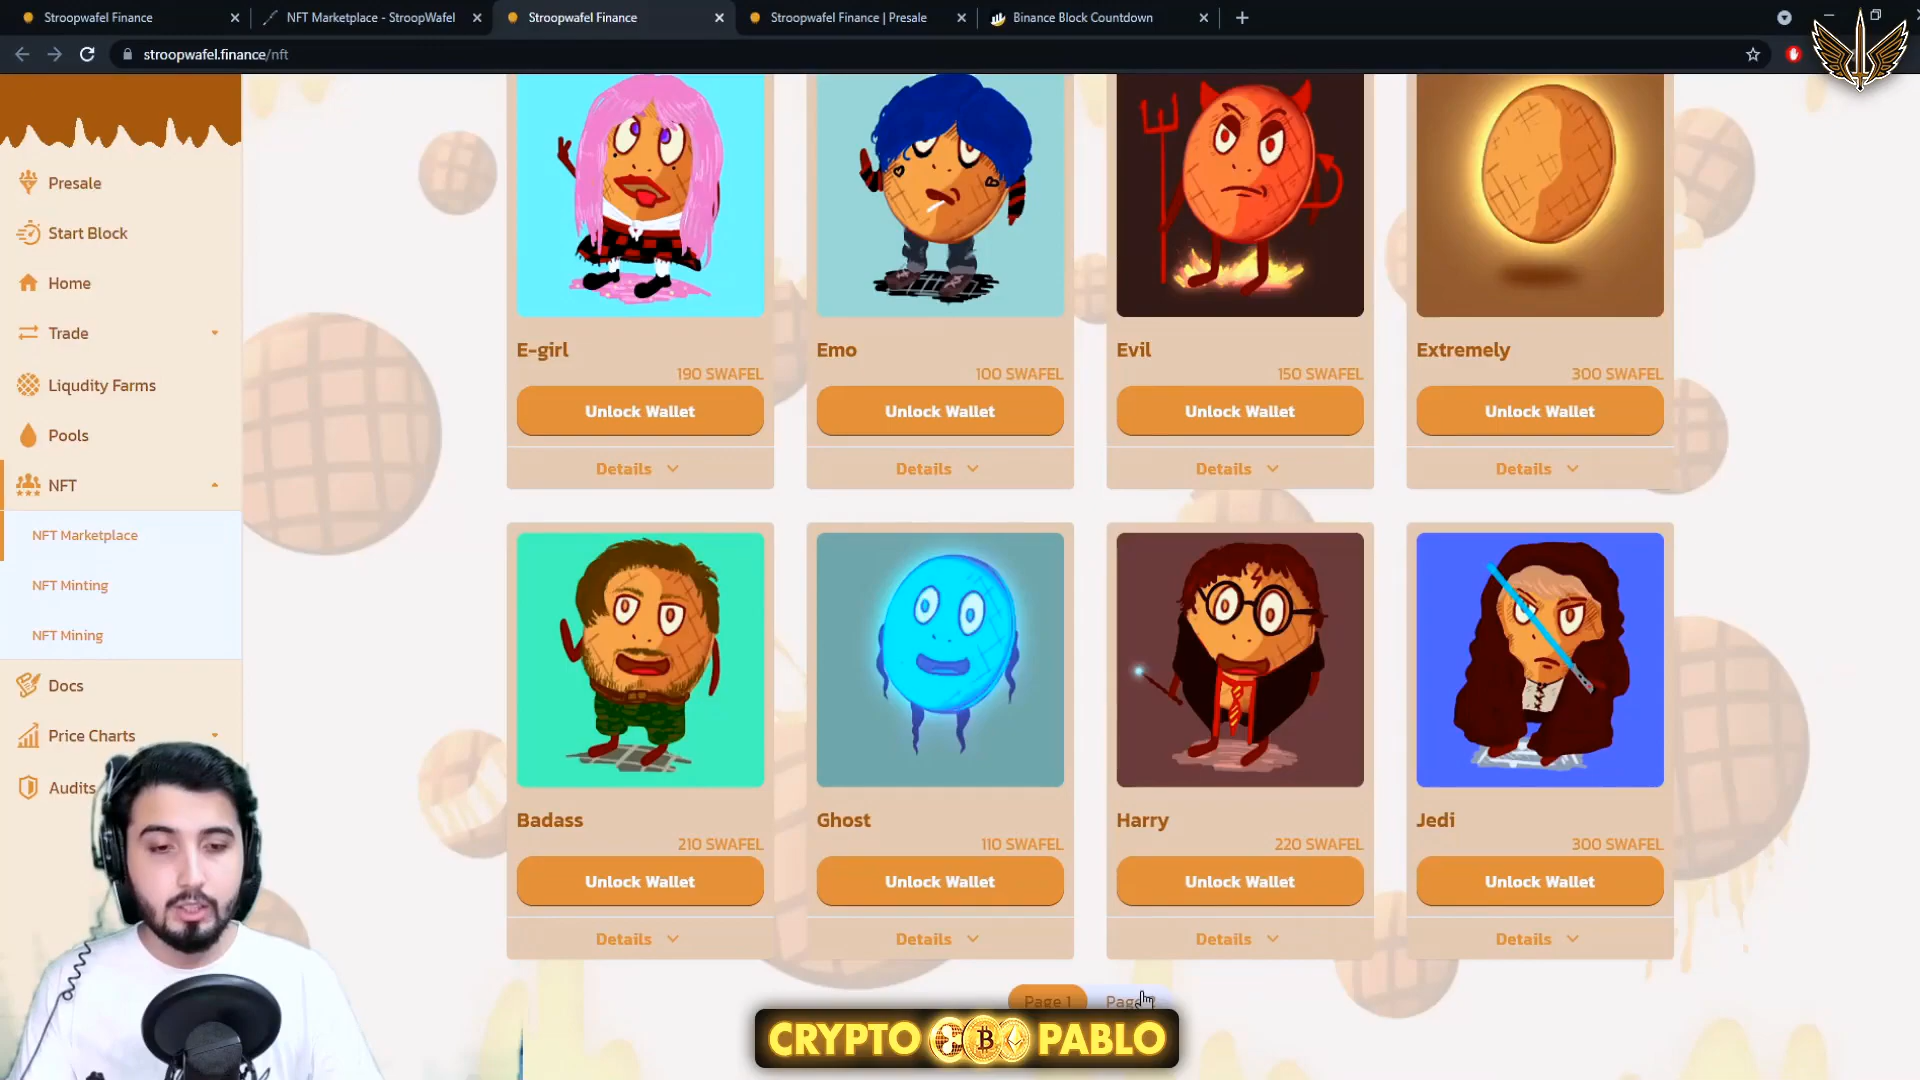 Stroopwafel Finance
NFT Marketplace - StroopWafel
Stroopwafel Finance
Stroopwafel Finance | Presale
Binance Block Countdown
stroopwafel.finance/nft
Presale
Start Block
Home
Trade
Liqudity Farms
Pools
NFT
NFT Marketplace
NFT Minting
NFT Mining
Docs
Price Charts
Audits
E-girl
190 SWAFEL
Unlock Wallet
Details
Emo
100 SWAFEL
Unlock Wallet
Details
Evil
150 SWAFEL
Unlock Wallet
Details
Extremely
300 SWAFEL
Unlock Wallet
Details
Badass
210 SWAFEL
Unlock Wallet
Details
Ghost
110 SWAFEL
Unlock Wallet
Details
Harry
220 SWAFEL
Unlock Wallet
Details
Jedi
300 SWAFEL
Unlock Wallet
Details
Page 1
Page 2
CRYPTO PABLO